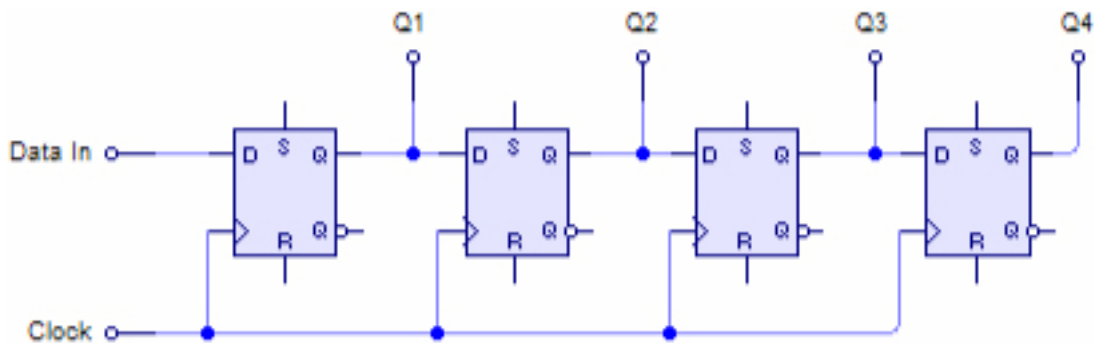 Q1 Q2 Q3 Q4
Data In
D S Q D S Q D S Q D S Q
R Q R Q R Q R Q
Clock